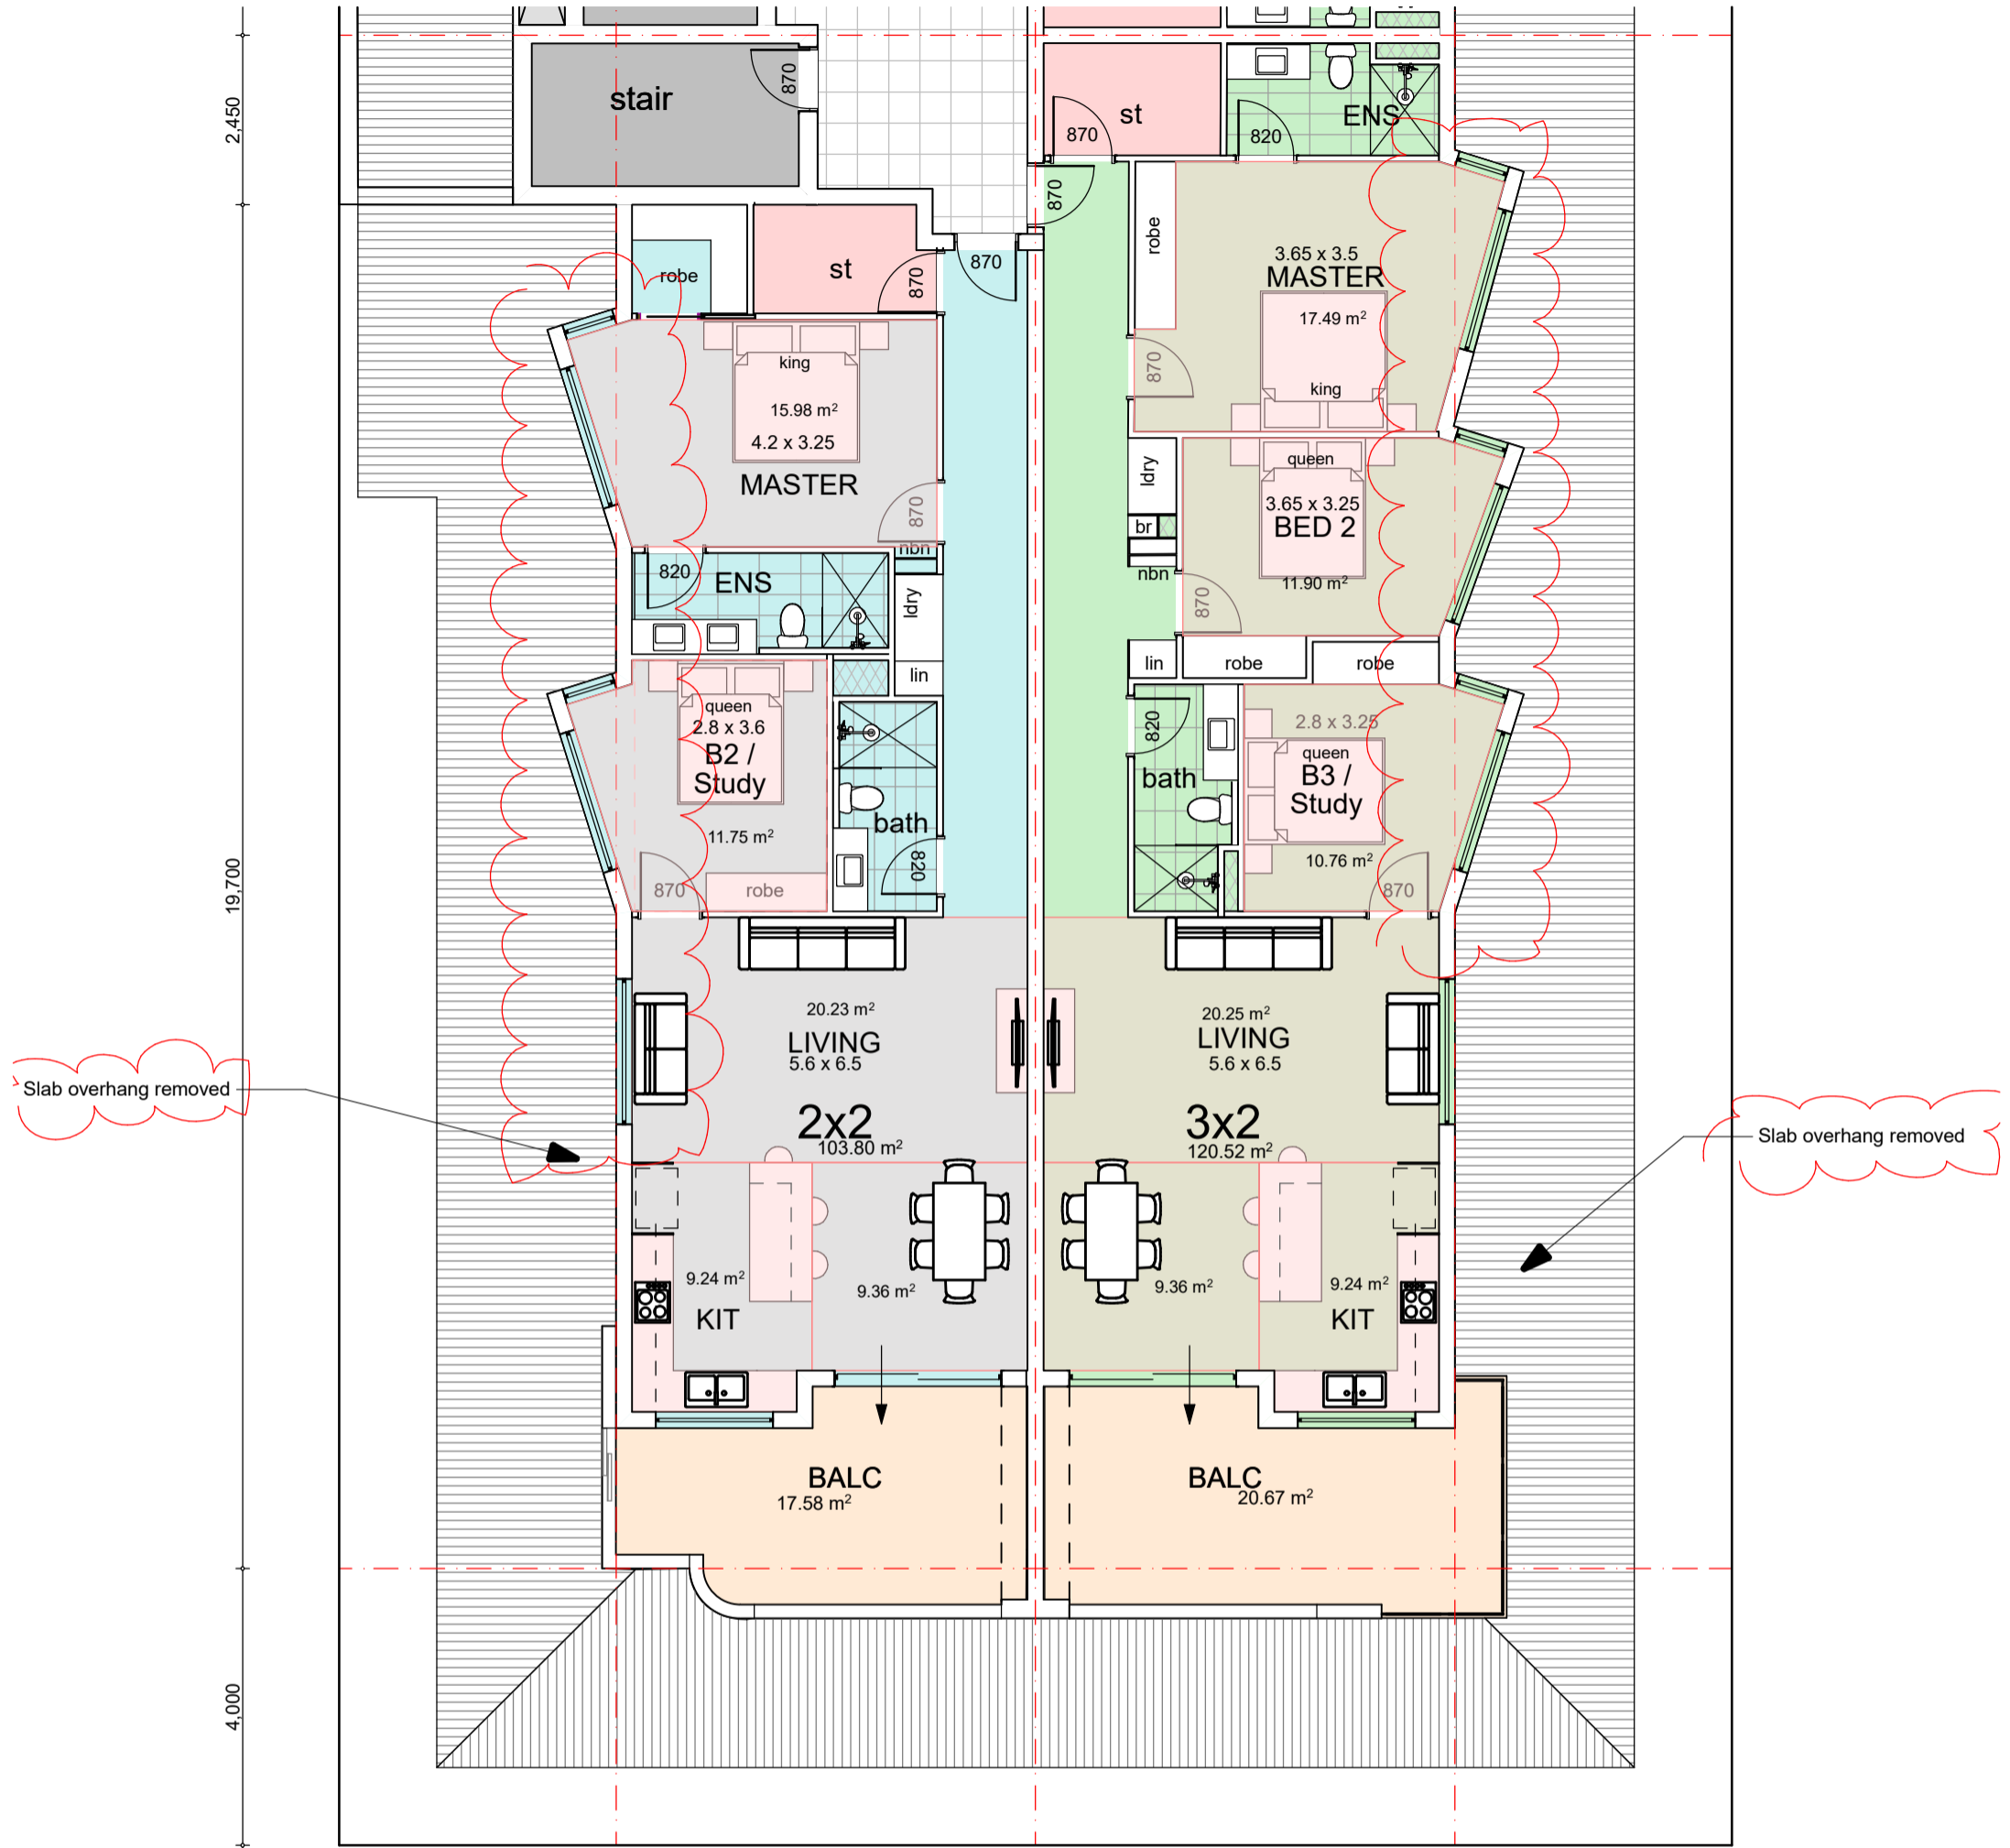 2,450
stair
870
st
870
820
ENS
870
robe
st
870
870
robe
3.65 x 3.5
MASTER
17.49 m²
king
870
king
15.98 m²
4.2 x 3.25
MASTER
870
ldry
br
nbn
queen
3.65 x 3.25
BED 2
11.90 m²
870
nbn
820
ENS
ldry
lin
lin
robe
robe
queen
2.8 x 3.6
B2 /
Study
11.75 m²
870
robe
bath
820
820
bath
2.8 x 3.25
queen
B3 /
Study
10.76 m²
870
19,700
20.23 m²
LIVING
5.6 x 6.5
2x2
103.80 m²
20.25 m²
LIVING
5.6 x 6.5
3x2
120.52 m²
Slab overhang removed
Slab overhang removed
9.24 m²
KIT
9.36 m²
9.36 m²
9.24 m²
KIT
BALC
17.58 m²
BALC
20.67 m²
4,000